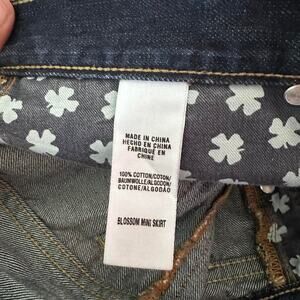 MADE IN CHINA
HECHO EN CHINA
FABRIQUÉ EN
CHINE
100% COTTON/COTON/
BAUMWOLLE/ALGODON/
COTONE/ALGODÃO
BLOSSOM MINI SKIRT